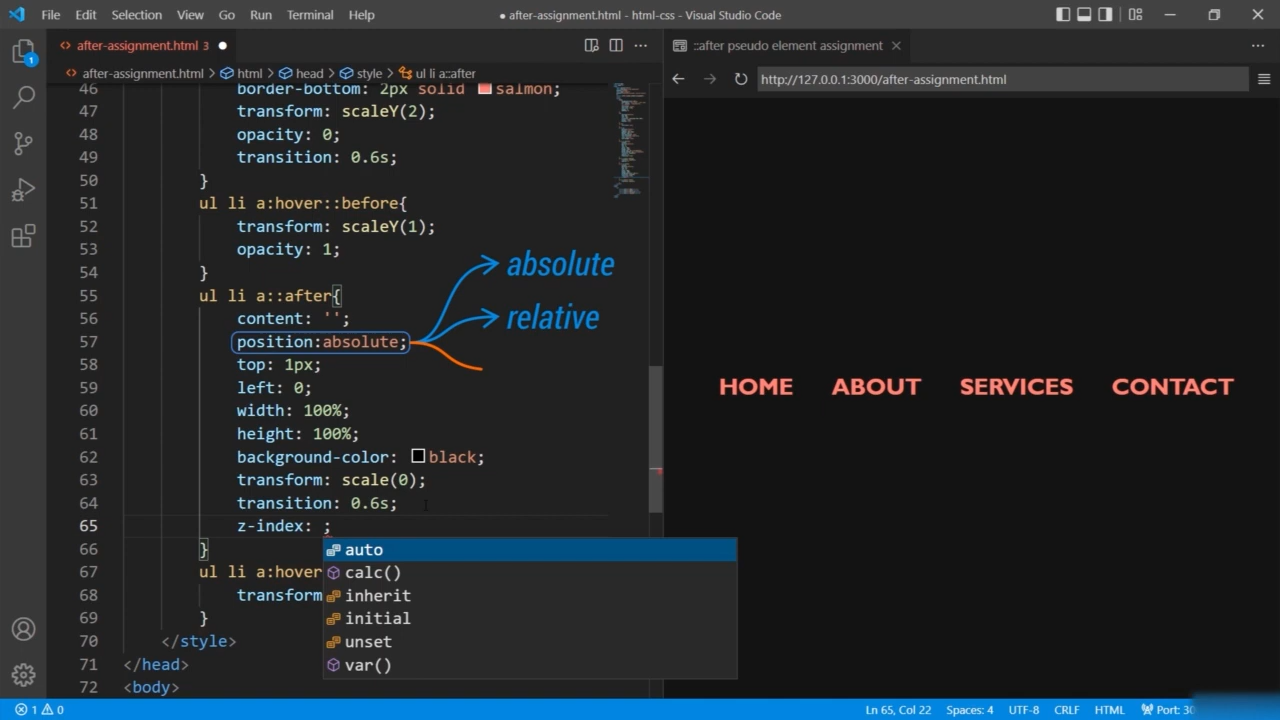 File Edit Selection View Go Run Terminal Help
● after-assignment.html - html-css - Visual Studio Code
after-assignment.html 3 ●
::after pseudo element assignment
after-assignment.html > html > head > style > ul li a::after
http://127.0.0.1:3000/after-assignment.html
1
46 border-bottom: 2px solid salmon;
47 transform: scaleY(2);
48 opacity: 0;
49 transition: 0.6s;
50 }
51 ul li a:hover::before{
52 transform: scaleY(1);
53 opacity: 1;
54 }
55 ul li a::after{
56 content: '';
57 position:absolute;
58 top: 1px;
59 left: 0;
60 width: 100%;
61 height: 100%;
62 background-color: black;
63 transform: scale(0);
64 transition: 0.6s;
65 z-index: ;
66 }
67 ul li a:hover
68 transform
69 }
70 </style>
71 </head>
72 <body>
absolute
relative
auto
calc()
inherit
initial
unset
var()
HOME ABOUT SERVICES CONTACT
1 0
Ln 65, Col 22 Spaces: 4 UTF-8 CRLF HTML Port: 30